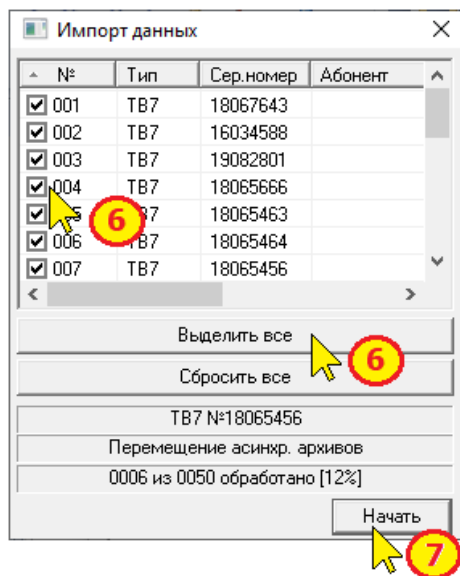 Импорт данных
№ Тип Сер.номер Абонент
001 ТВ7 18067643
002 ТВ7 16034588
003 ТВ7 19082801
004 ТВ7 18065666
6 18065463
006 ТВ7 18065464
007 ТВ7 18065456
Выделить все
6
Сбросить все
ТВ7 №18065456
Перемещение асинхр. архивов
0006 из 0050 обработано [12%]
Начать
7